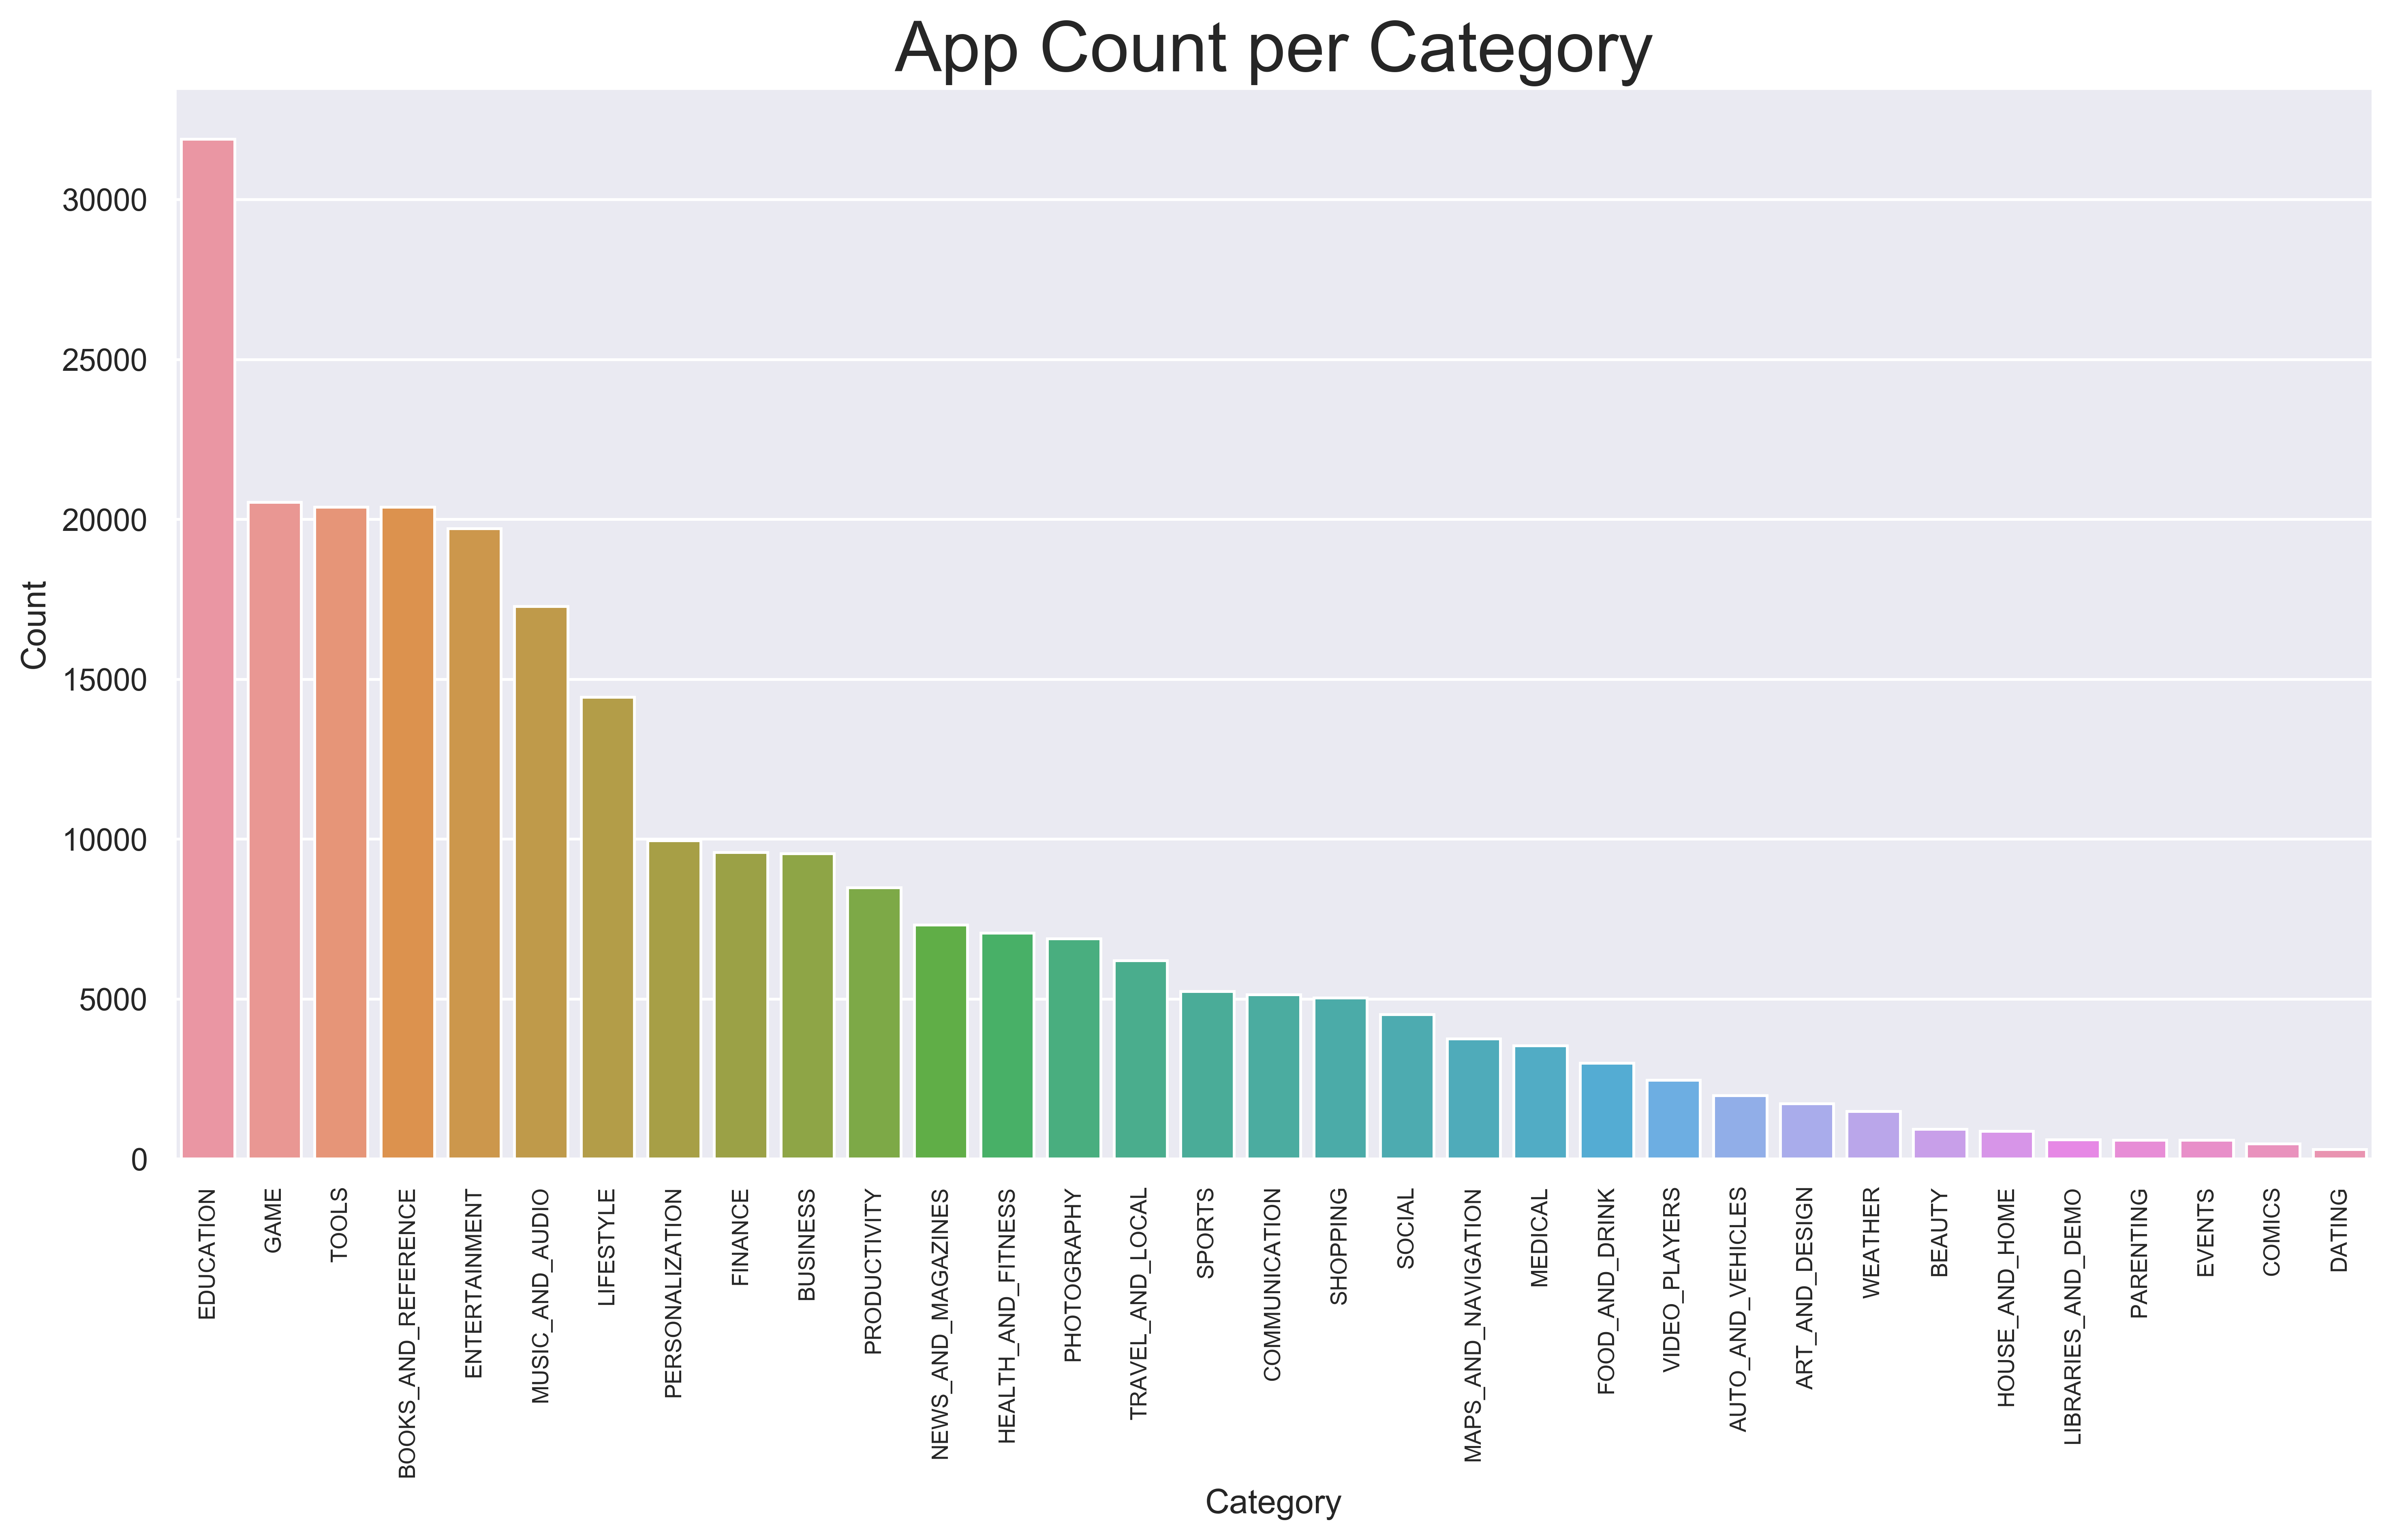 App Count per Category
Count
30000
25000
20000
15000
10000
5000
0
EDUCATION
GAME
TOOLS
BOOKS_AND_REFERENCE
ENTERTAINMENT
MUSIC_AND_AUDIO
LIFESTYLE
PERSONALIZATION
FINANCE
BUSINESS
PRODUCTIVITY
NEWS_AND_MAGAZINES
HEALTH_AND_FITNESS
PHOTOGRAPHY
TRAVEL_AND_LOCAL
SPORTS
COMMUNICATION
SHOPPING
SOCIAL
MAPS_AND_NAVIGATION
MEDICAL
FOOD_AND_DRINK
VIDEO_PLAYERS
AUTO_AND_VEHICLES
ART_AND_DESIGN
WEATHER
BEAUTY
HOUSE_AND_HOME
LIBRARIES_AND_DEMO
PARENTING
EVENTS
COMICS
DATING
Category